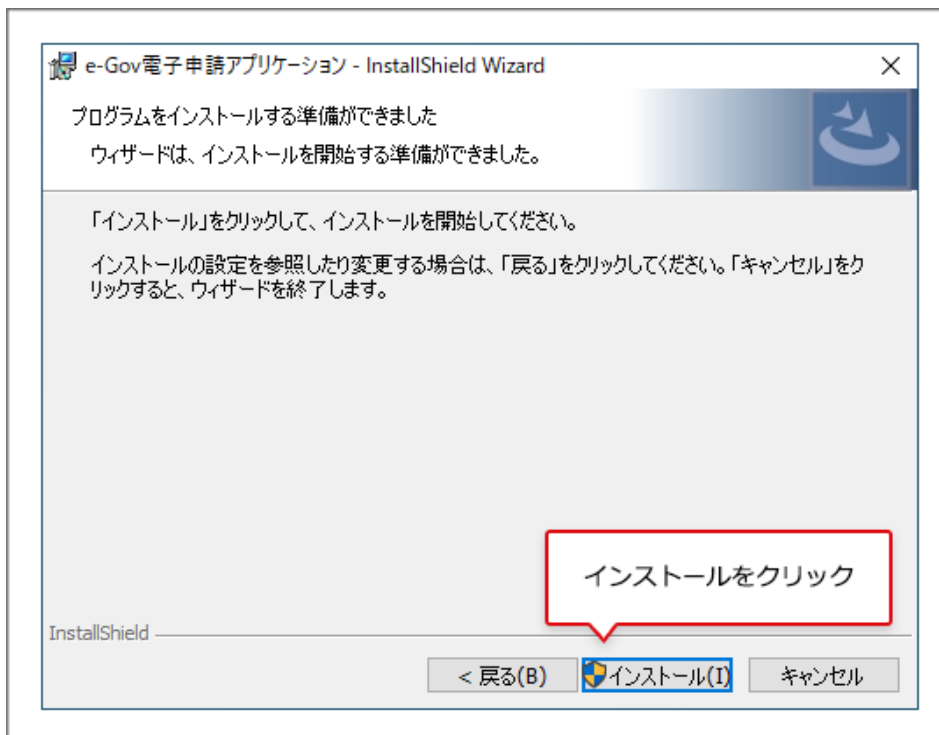 e-Gov電子申請アプリケーション - InstallShield Wizard
プログラムをインストールする準備ができました
ウィザードは、インストールを開始する準備ができました。
「インストール」をクリックして、インストールを開始してください。
インストールの設定を参照したり変更する場合は、「戻る」をクリックしてください。「キャンセル」をク
リックすると、ウィザードを終了します。
インストールをクリック
InstallShield
< 戻る(B) インストール(I) キャンセル